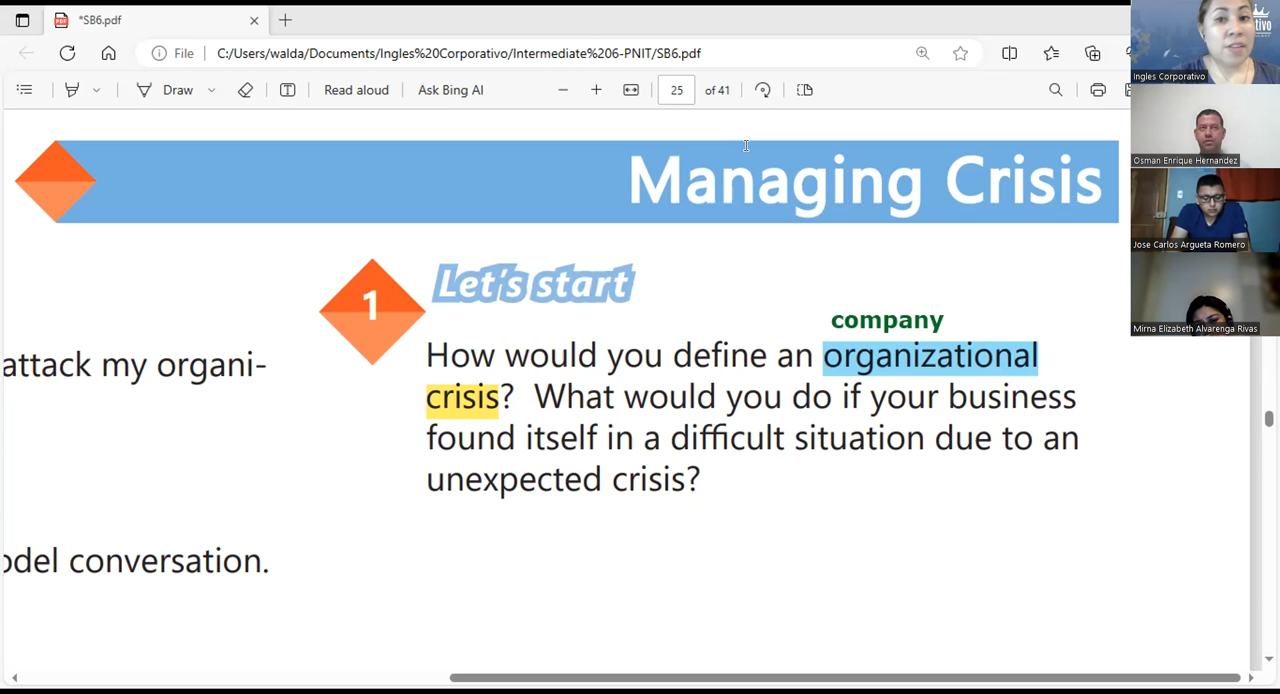 *SB6.pdf
File
C:/Users/walda/Documents/Ingles%20Corporativo/Intermediate%206-PNIT/SB6.pdf
Draw
Read aloud
Ask Bing AI
25
of 41
Managing Crisis
1
Let's start
company
How would you define an organizational
crisis? What would you do if your business
found itself in a difficult situation due to an
unexpected crisis?
attack my organi-
odel conversation.
Ingles Corporativo
Osman Enrique Hernandez
Jose Carlos Argueta Romero
Mirna Elizabeth Alvarenga Rivas